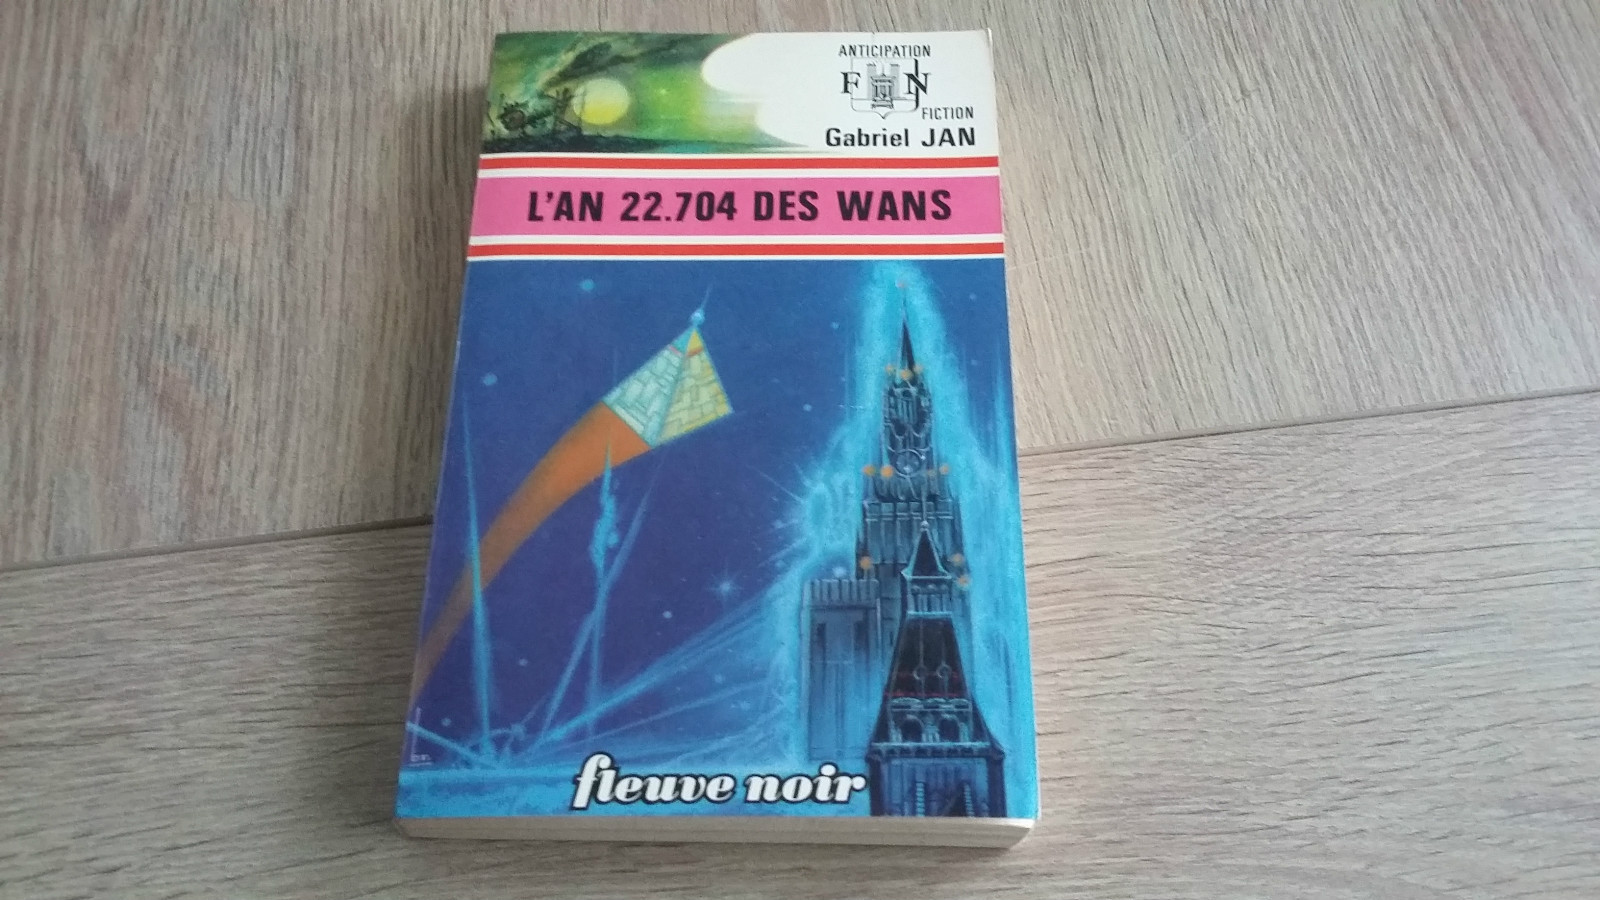 ANTICIPATION
FN
FICTION
Gabriel JAN
L'AN 22.704 DES WANS
fleuve noir